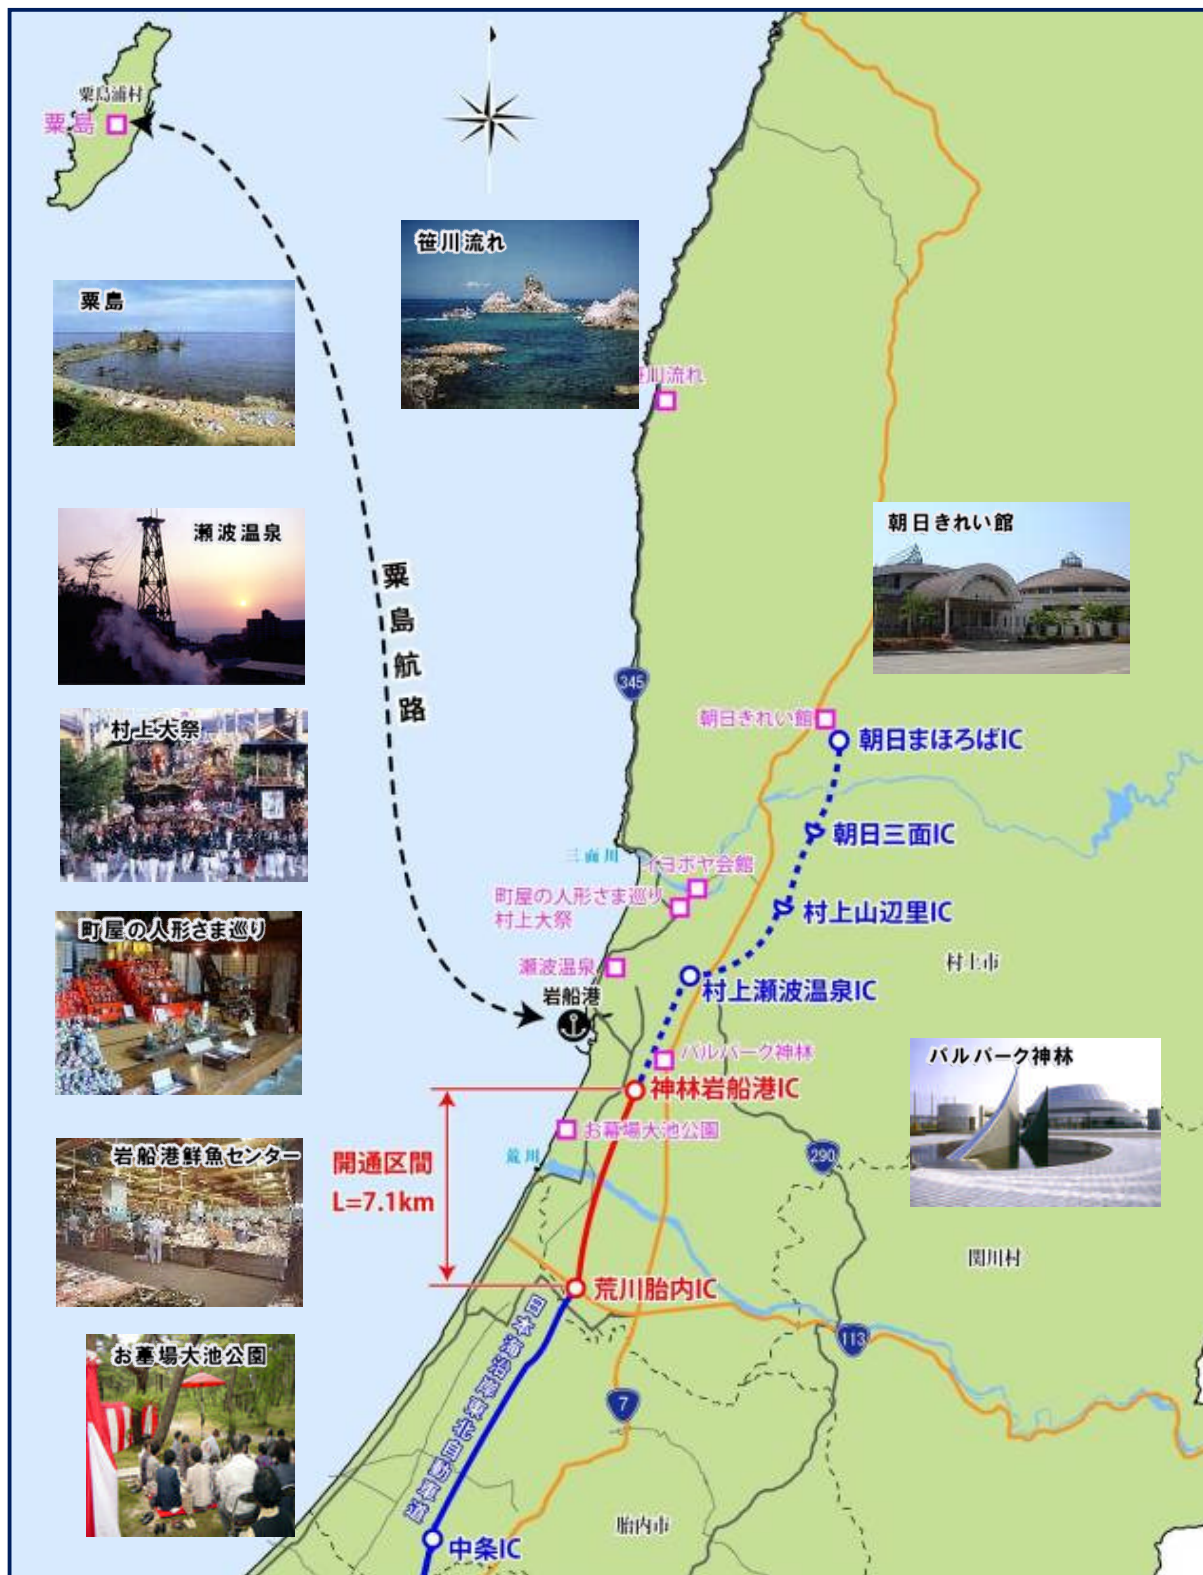 粟島浦村
粟島
笹川流れ
粟島
川流れ
瀬波温泉
朝日きれい館
粟島航路
345
村上大祭
朝日きれい館
朝日まほろばIC
朝日三面IC
三面川
イヨボヤ会館
町屋の人形さま巡り
村上大祭
村上山辺里IC
町屋の人形さま巡り
瀬波温泉
村上市
村上瀬波温泉IC
岩船港
パルパーク神林
パルパーク神林
神林岩船港IC
お幕場大池公園
岩船港鮮魚センター
荒川
290
開通区間
L=7.1km
関川村
荒川胎内IC
113
お墓場大池公園
日本海沿岸東北自動車道
7
胎内市
中条IC